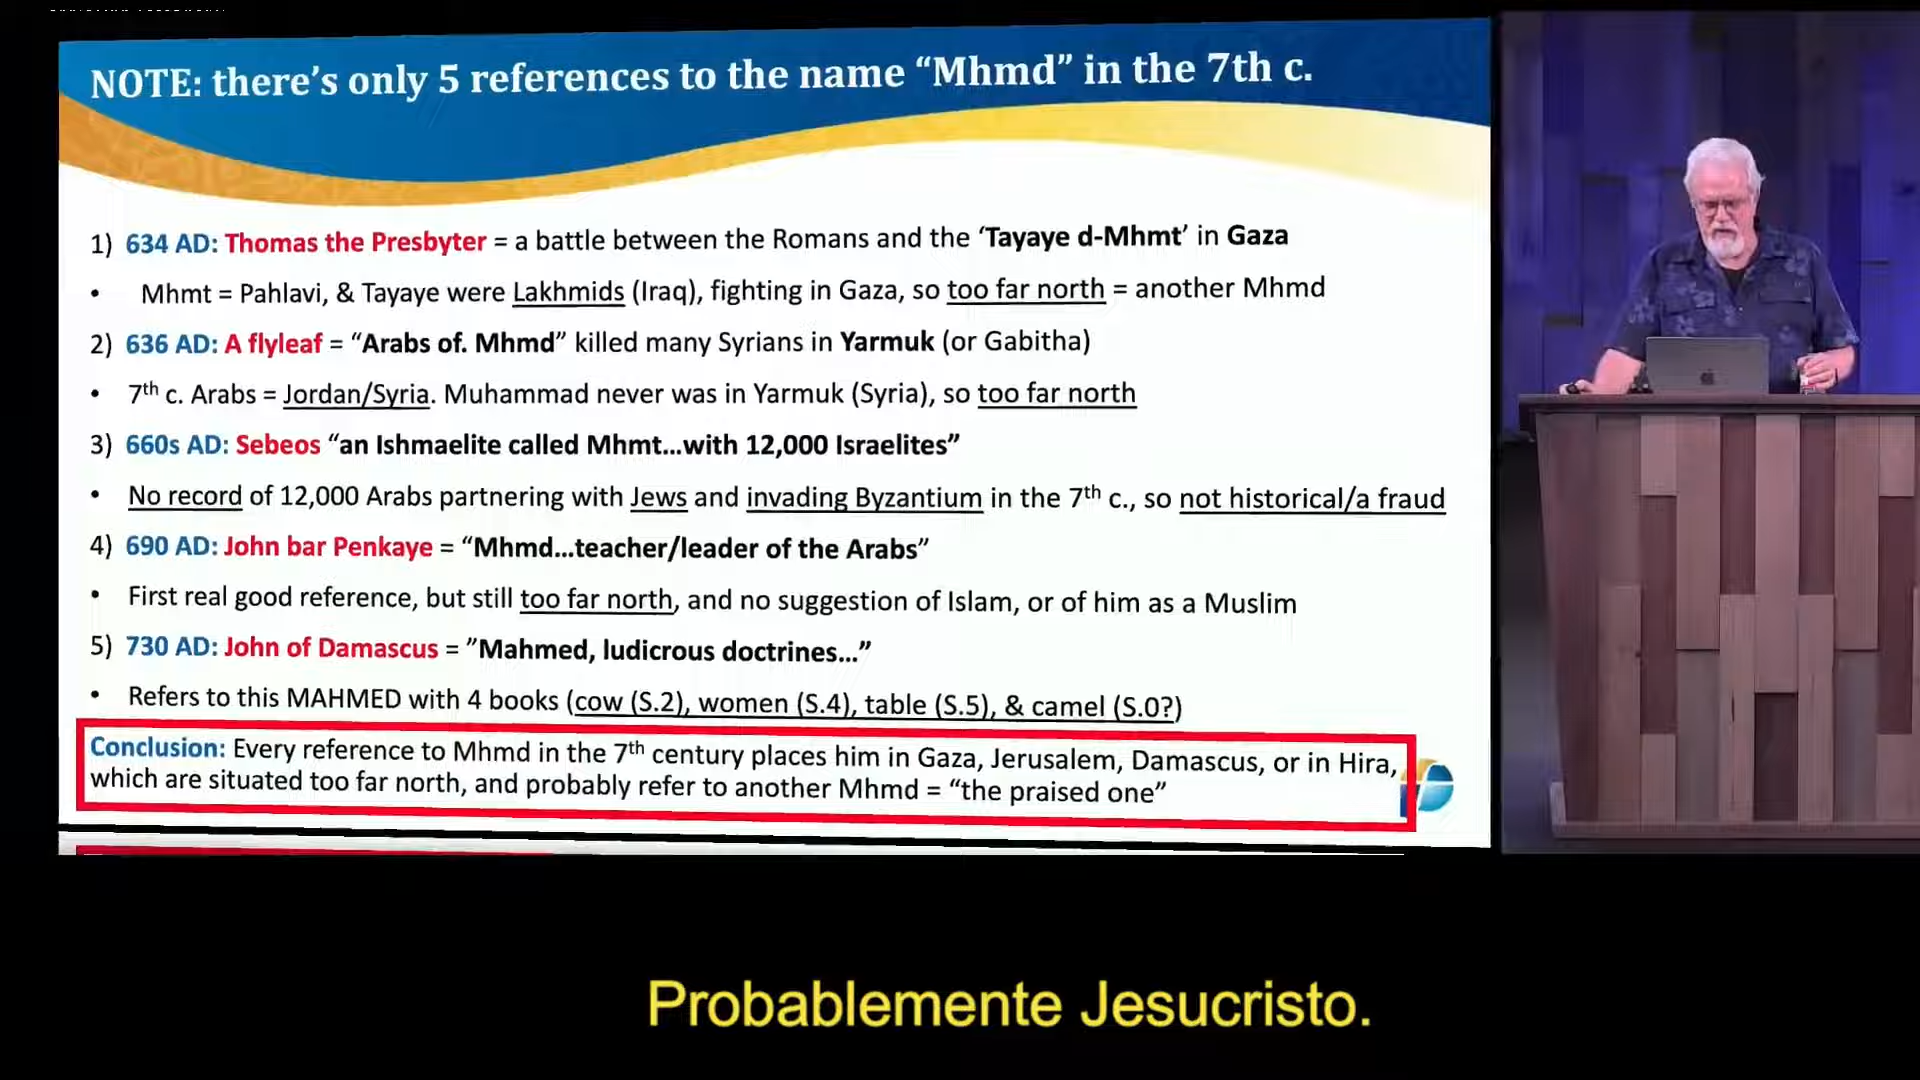 NOTE: there's only 5 references to the name “Mhmd” in the 7th c.
1) 634 AD: Thomas the Presbyter = a battle between the Romans and the ‘Tayaye d-Mhmt’ in Gaza
• Mhmt = Pahlavi, & Tayaye were Lakhmids (Iraq), fighting in Gaza, so too far north = another Mhmd
2) 636 AD: A flyleaf = “Arabs of. Mhmd” killed many Syrians in Yarmuk (or Gabitha)
• 7th c. Arabs = Jordan/Syria. Muhammad never was in Yarmuk (Syria), so too far north
3) 660s AD: Sebeos “an Ishmaelite called Mhmt...with 12,000 Israelites”
• No record of 12,000 Arabs partnering with Jews and invading Byzantium in the 7th c., so not historical/a fraud
4) 690 AD: John bar Penkaye = “Mhmd...teacher/leader of the Arabs”
• First real good reference, but still too far north, and no suggestion of Islam, or of him as a Muslim
5) 730 AD: John of Damascus = ”Mahmed, ludicrous doctrines...”
• Refers to this MAHMED with 4 books (cow (S.2), women (S.4), table (S.5), & camel (S.0?)
Conclusion: Every reference to Mhmd in the 7th century places him in Gaza, Jerusalem, Damascus, or in Hira,
which are situated too far north, and probably refer to another Mhmd = “the praised one”
Probablemente Jesucristo.